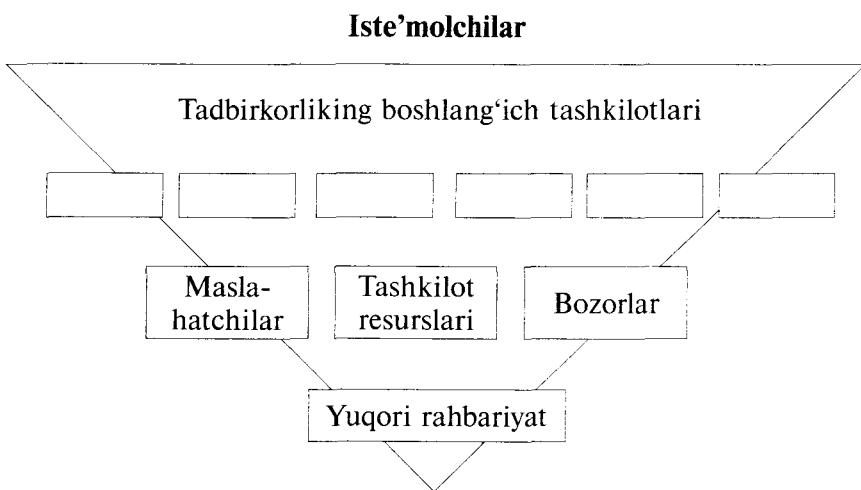 Iste’molchilar
Tadbirkorliking boshlang‘ich tashkilotlari
Masla-
hatchilar
Tashkilot
resurslari
Bozorlar
Yuqori rahbariyat